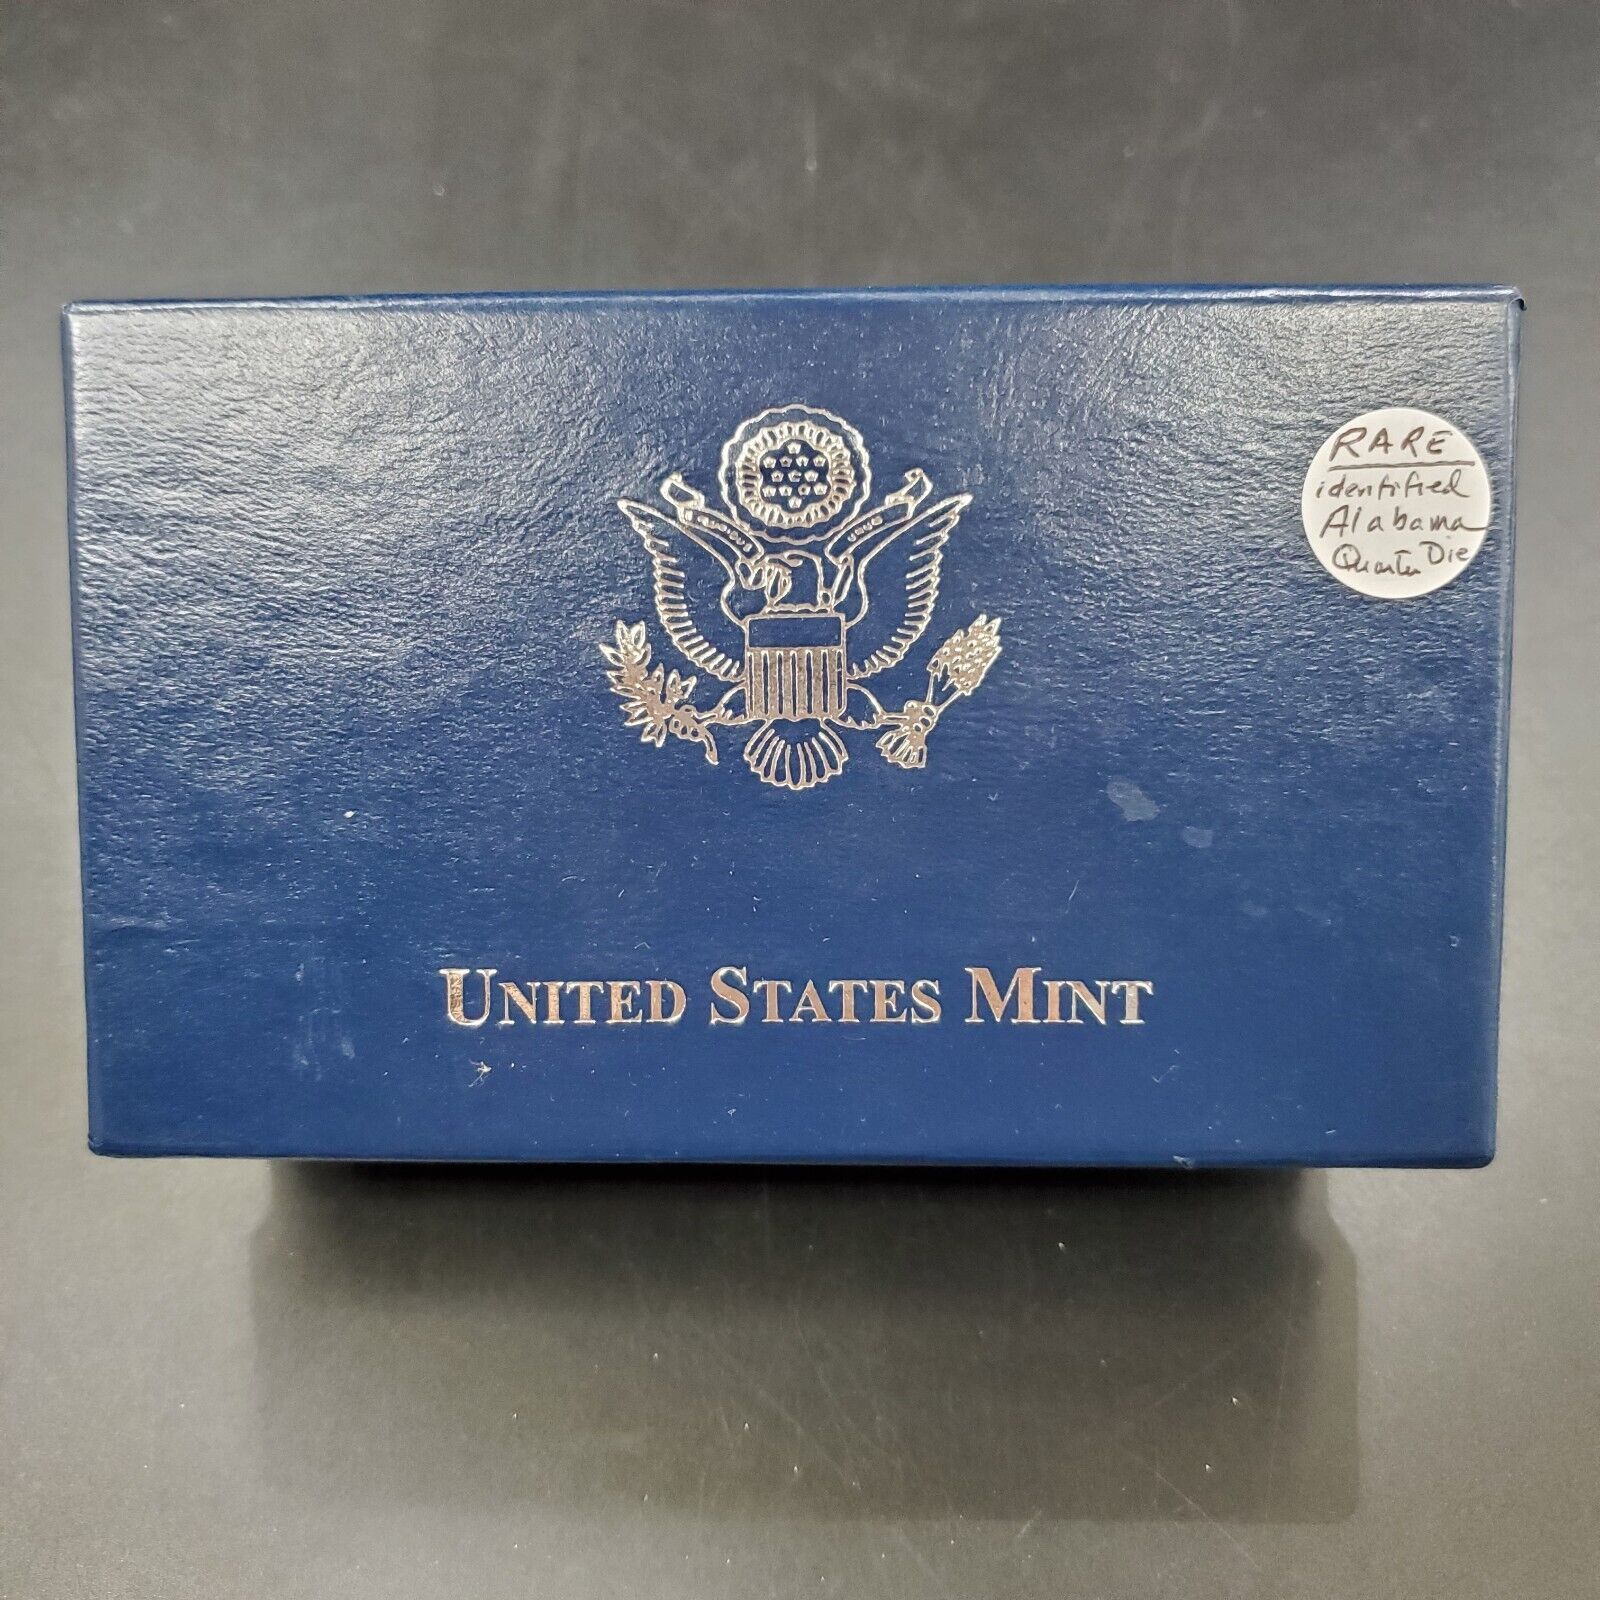 RARE
identified
Alabama
Quarter Die
UNITED STATES MINT